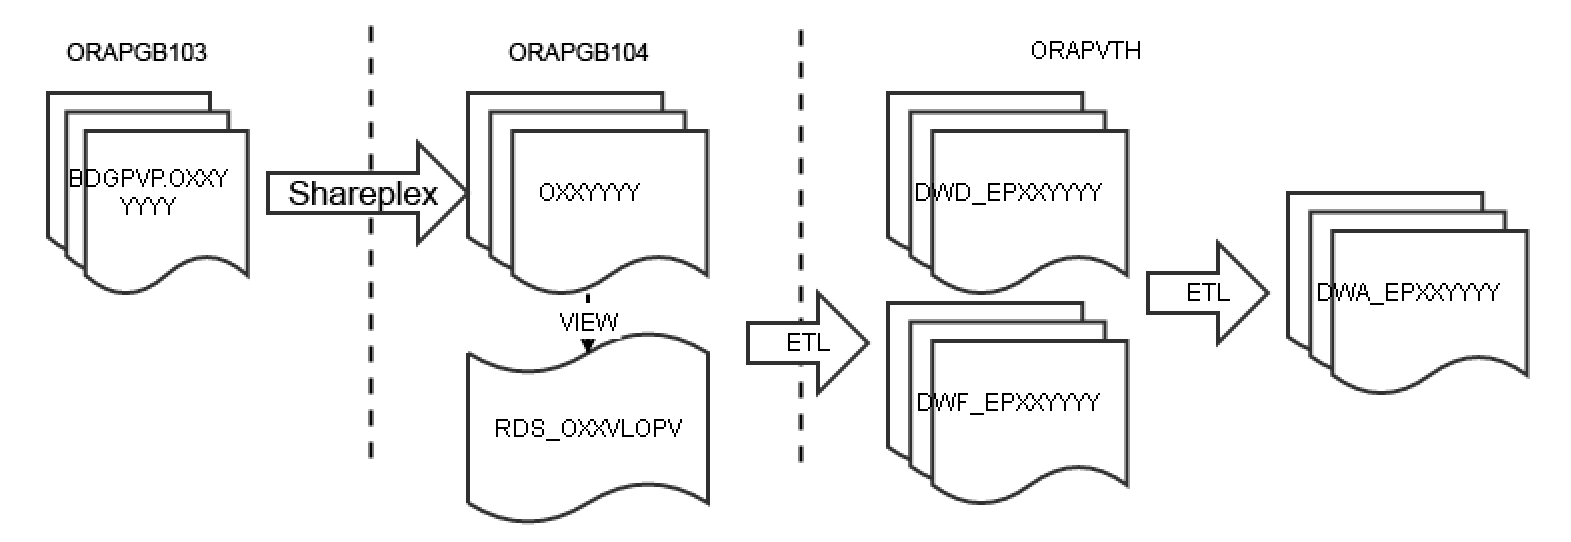 ORAPGB103
ORAPGB104
ORAPVTH
BDGPVP.OXXY
YYYY
Shareplex
OXXYYYY
VIEW
RDS_OXXVLOPV
ETL
DWD_EPXXYYYY
DWF_EPXXYYYY
ETL
DWA_EPXXYYYY